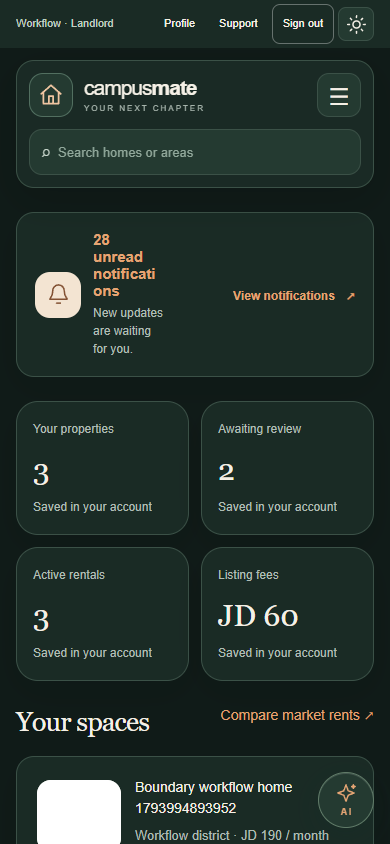 Workflow · Landlord
Profile
Support
Sign out
campusmate
YOUR NEXT CHAPTER
Search homes or areas
28
unread
notificati
ons
New updates
are waiting
for you.
View notifications ↗
Your properties
3
Saved in your account
Awaiting review
2
Saved in your account
Active rentals
3
Saved in your account
Listing fees
JD 60
Saved in your account
Your spaces
Compare market rents ↗
Boundary workflow home
1793994893952
Workflow district · JD 190 / month
AI